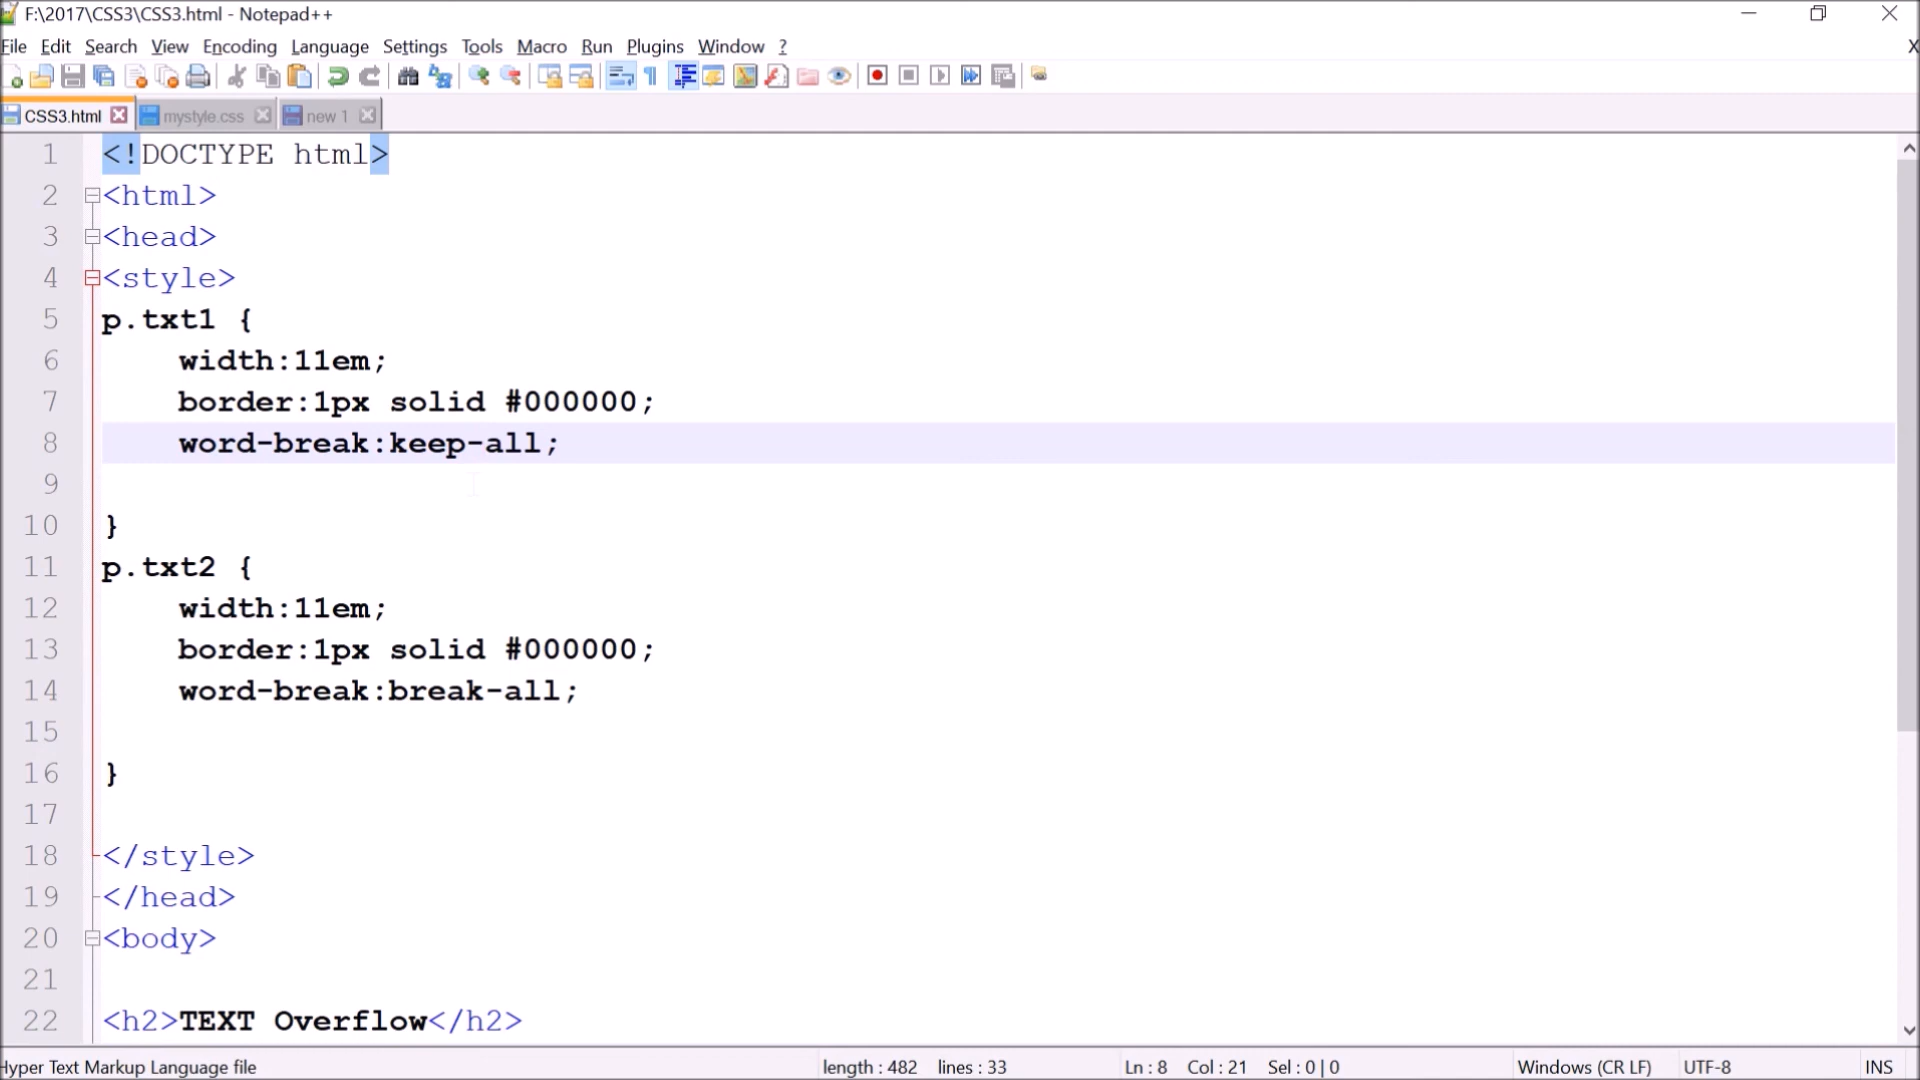 F:\2017\CSS3\CSS3.html - Notepad++
File Edit Search View Encoding Language Settings Tools Macro Run Plugins Window ? X
CSS3.html mystyle.css new 1
1 <!DOCTYPE html>
2 <html>
3 <head>
4 <style>
5 p.txt1 {
6 width:11em;
7 border:1px solid #000000;
8 word-break:keep-all;
9
10 }
11 p.txt2 {
12 width:11em;
13 border:1px solid #000000;
14 word-break:break-all;
15
16 }
17
18 </style>
19 </head>
20 <body>
21
22 <h2>TEXT Overflow</h2>
Hyper Text Markup Language file length : 482 lines : 33 Ln : 8 Col : 21 Sel : 0 | 0 Windows (CR LF) UTF-8 INS